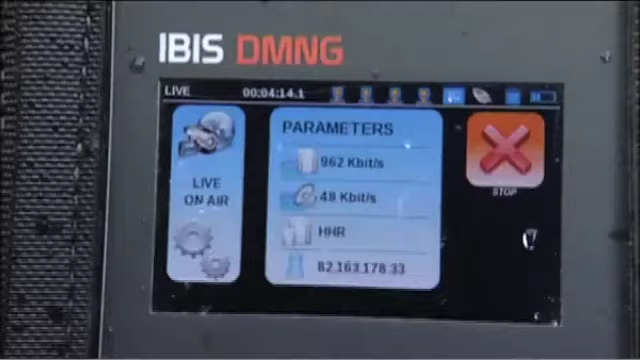 IBIS DMNG
LIVE 00:04:14.1
PARAMETERS
962 Kbit/s
LIVE
ON AIR
48 Kbit/s
HHR
82.163.178.33
STOP